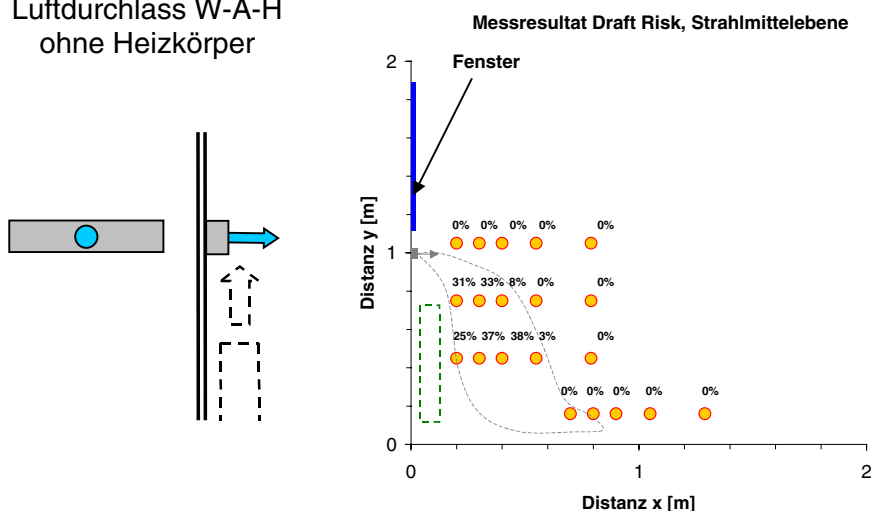 Luftdurchlass W-A-H
ohne Heizkörper
Messresultat Draft Risk, Strahlmittelebene
Fenster
2
1
0
Distanz y [m]
0% 0% 0% 0% 0%
31% 33% 8% 0% 0%
25% 37% 38% 3% 0%
0% 0% 0% 0% 0%
0 1 2
Distanz x [m]